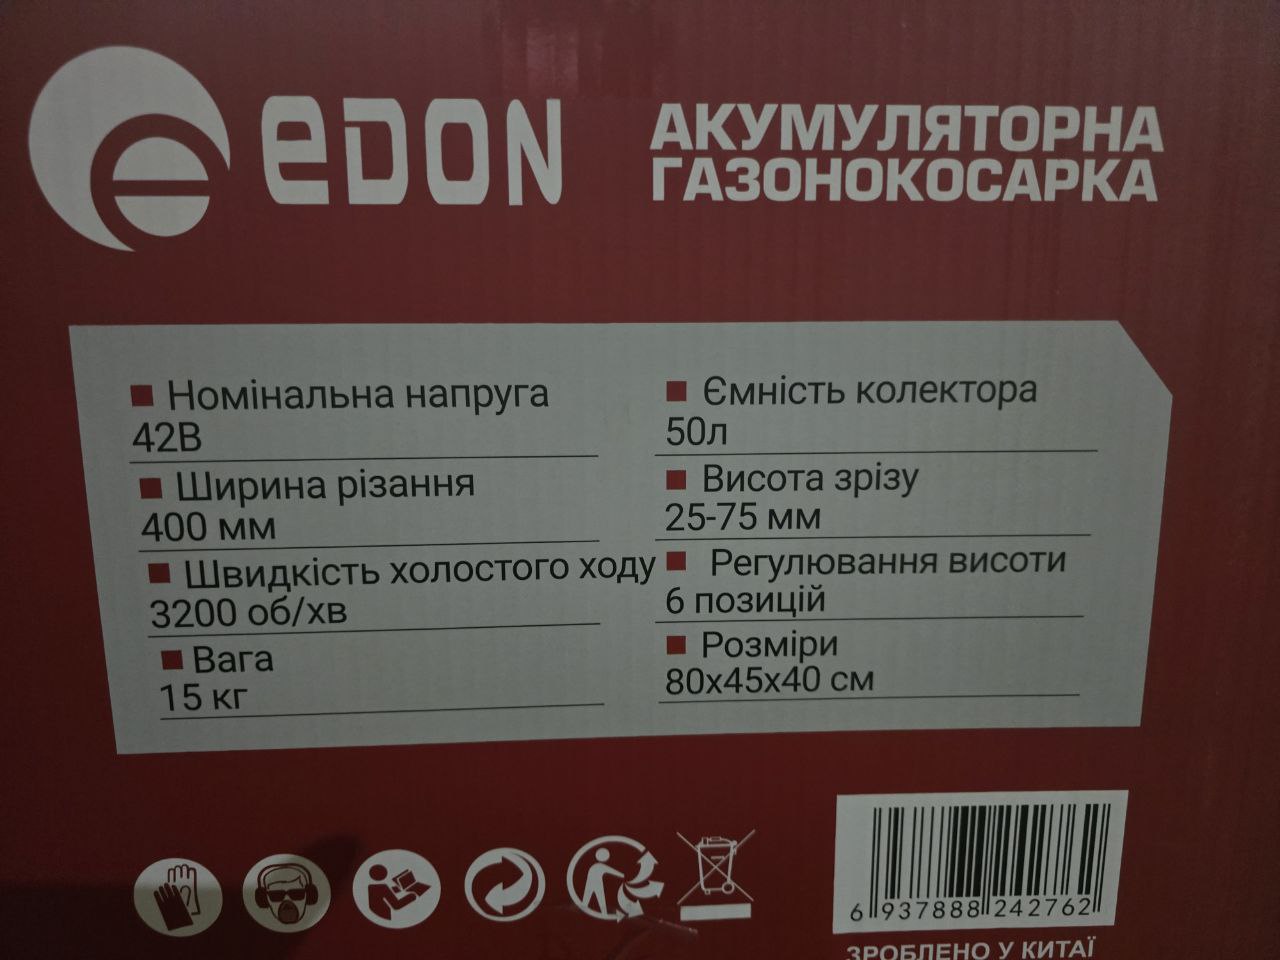 eDON
АКУМУЛЯТОРНА
ГАЗОНОКОСАРКА
Номінальна напруга
42В
Ширина різання
400 мм
Швидкість холостого ходу
3200 об/хв
Вага
15 кг
Ємність колектора
50л
Висота зрізу
25-75 мм
Регулювання висоти
6 позицій
Розміри
80x45x40 см
6 937888 242762
ЗРОБЛЕНО У КИТАЇ